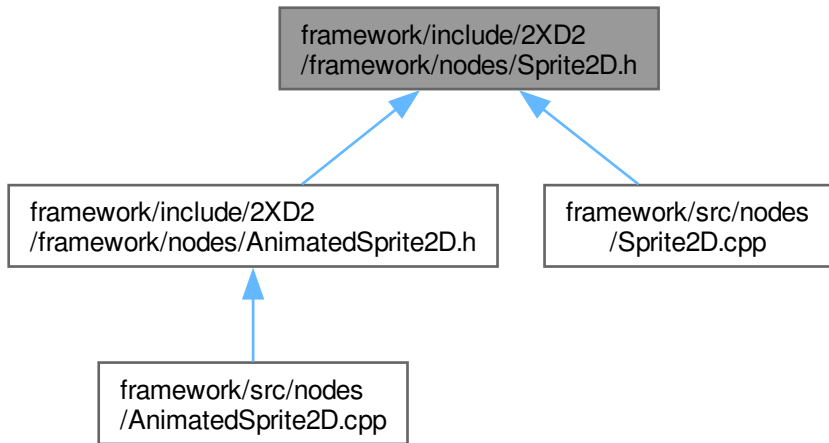 framework/include/2XD2
/framework/nodes/Sprite2D.h
framework/include/2XD2
/framework/nodes/AnimatedSprite2D.h
framework/src/nodes
/Sprite2D.cpp
framework/src/nodes
/AnimatedSprite2D.cpp